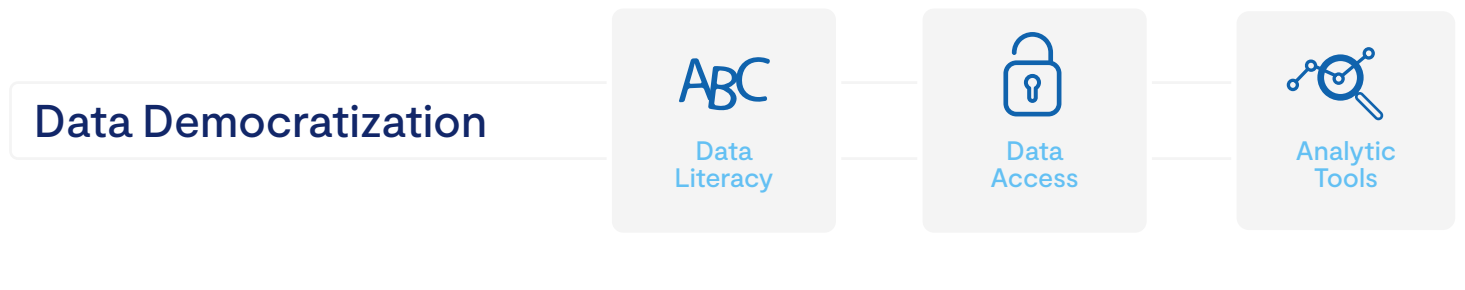 Data Democratization
ABC
Data
Literacy
Data
Access
Analytic
Tools